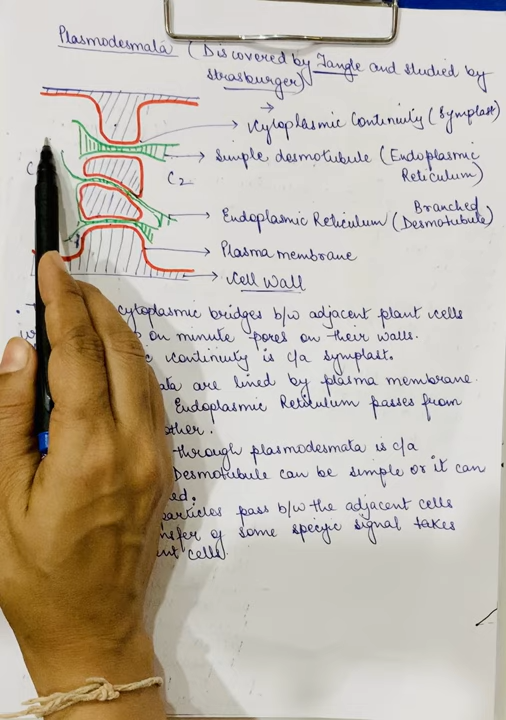 Plasmodesmata (Discovered by Tangle and studied by
Strasburger)
→ Cytoplasmic Continuity (Symplast)
→ Simple desmotubule (Endoplasmic
Reticulum)
C2
→ Endoplasmic Reticulum (Branched
Desmotubule)
→ Plasma membrane
→ Cell Wall
cytoplasmic bridges b/w adjacent plant cells
on minute pores on their walls.
continuity is c/a symplast.
are lined by plasma membrane.
Endoplasmic Reticulum passes from
other.
through plasmodesmata is c/a
Desmotubule can be simple or it can
particles pass b/w the adjacent cells
of some specific signal takes
cells.